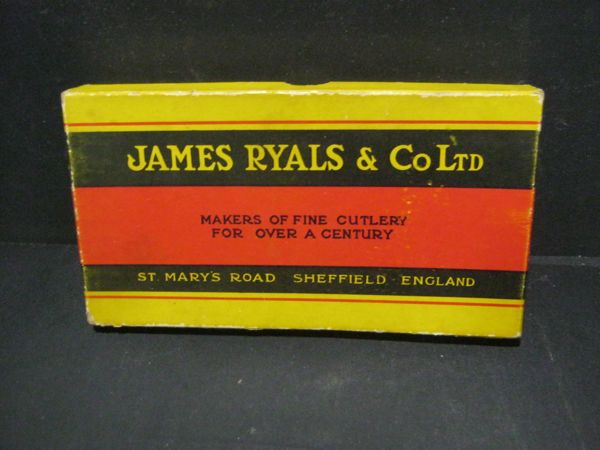 JAMES RYALS & CO LTD
MAKERS OF FINE CUTLERY
FOR OVER A CENTURY
ST. MARY'S ROAD SHEFFIELD ENGLAND